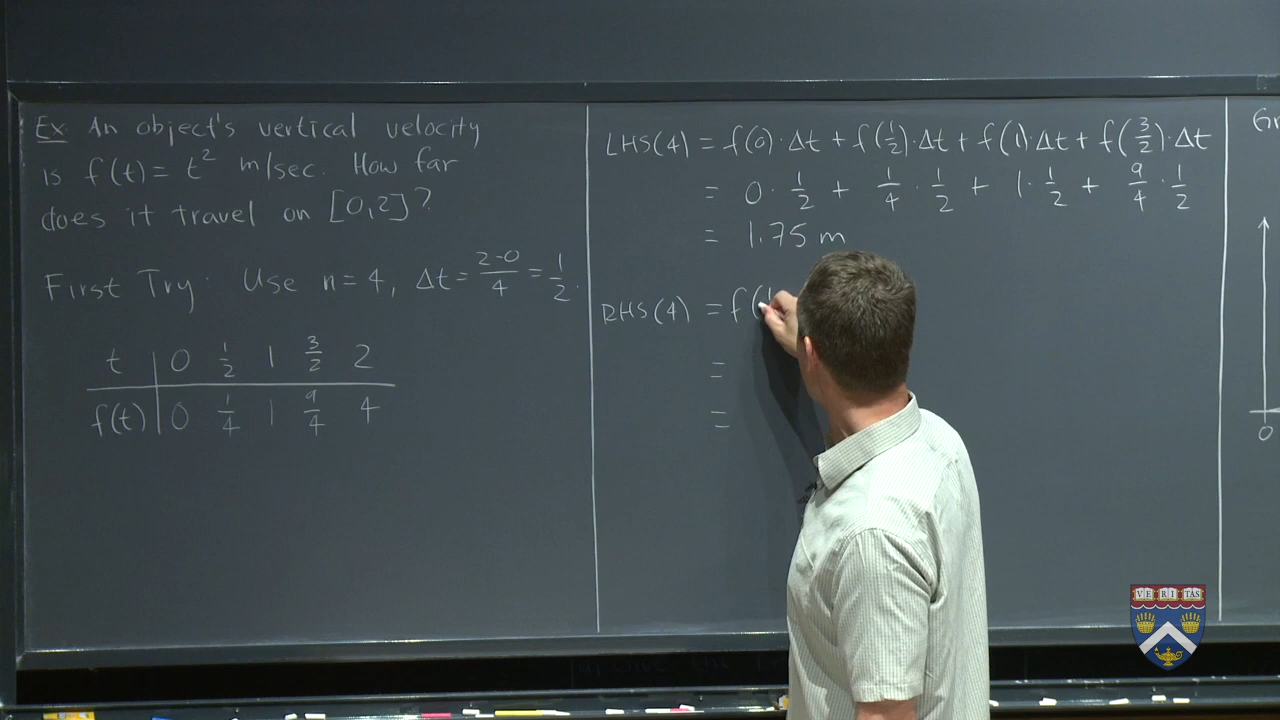 Ex. An object's vertical velocity
is f(t) = t² m/sec. How far
does it travel on [0,2]?
First Try. Use n = 4, Δt = (2-0)/4 = 1/2.
t | 0 1/2 1 3/2 2
f(t) | 0 1/4 1 9/4 4
LHS(4) = f(0)·Δt + f(1/2)·Δt + f(1)·Δt + f(3/2)·Δt
= 0·1/2 + 1/4·1/2 + 1·1/2 + 9/4·1/2
= 1.75 m
RHS(4) = f(
=
=
0
VERITAS